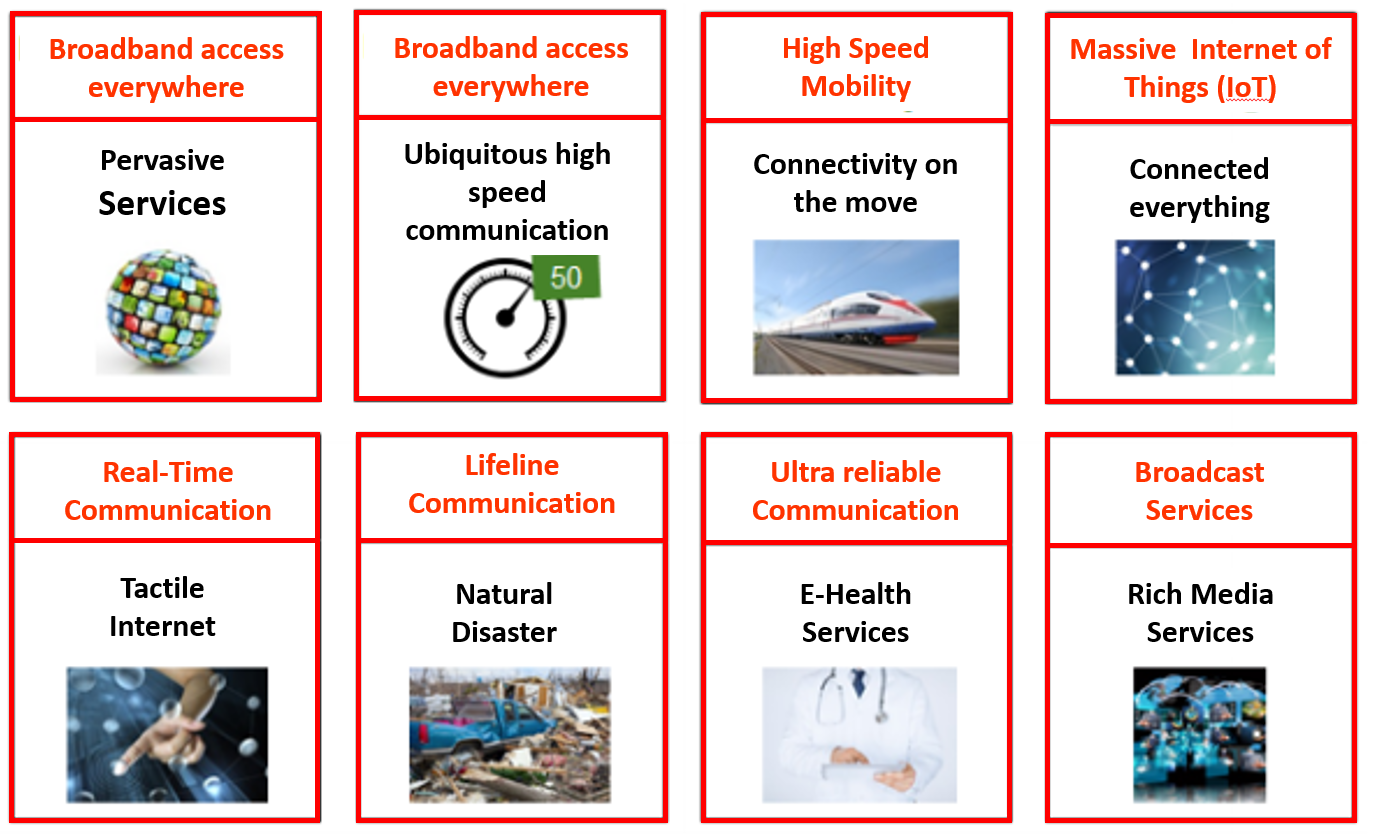 Broadband access
everywhere
Pervasive
Services
Broadband access
everywhere
Ubiquitous high
speed
communication
50
High Speed
Mobility
Connectivity on
the move
Massive  Internet of
Things (IoT)
Connected
everything
Real-Time
Communication
Tactile
Internet
Lifeline
Communication
Natural
Disaster
Ultra reliable
Communication
E-Health
Services
Broadcast
Services
Rich Media
Services